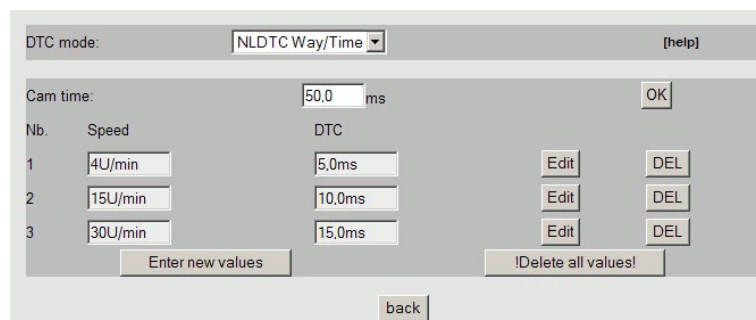 DTC mode: NLDTC Way/Time [help]
Cam time: 50,0 ms OK
Nb. Speed DTC
1 4U/min 5,0ms Edit DEL
2 15U/min 10,0ms Edit DEL
3 30U/min 15,0ms Edit DEL
Enter new values !Delete all values!
back